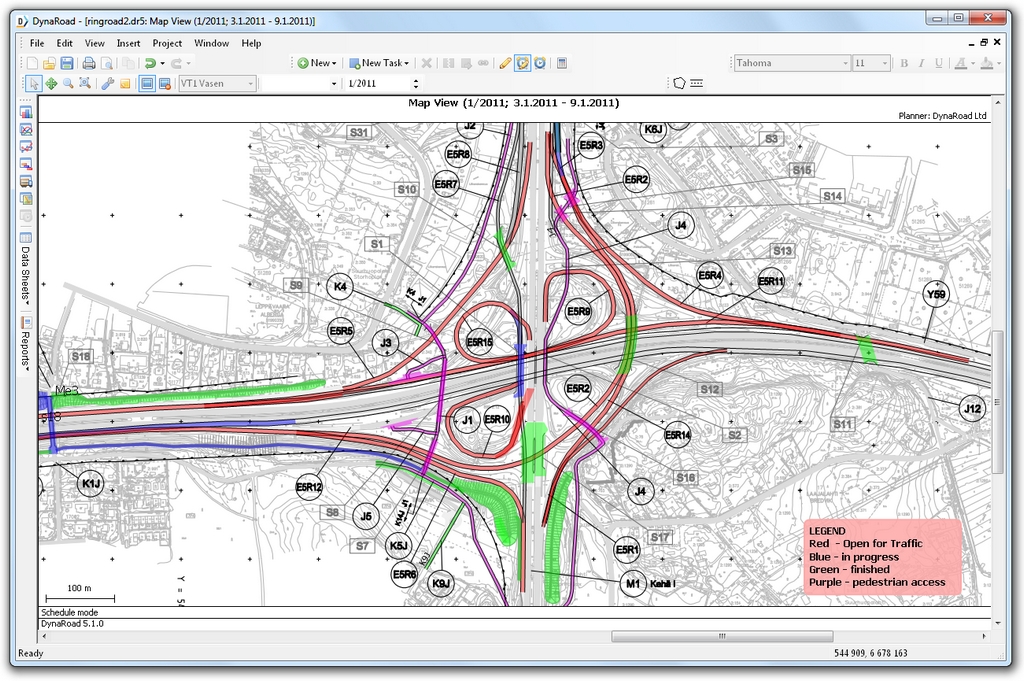 DynaRoad - [ringroad2.dr5: Map View (1/2011; 3.1.2011 - 9.1.2011)]
File Edit View Insert Project Window Help
New New Task Tahoma 11 B I U A
VT1 Vasen 1/2011
Map View (1/2011; 3.1.2011 - 9.1.2011)
Planner: DynaRoad Ltd
Data Sheets
Reports
J2
K6J
S31
S3
E5R3
E5R8
S15
E5R7
S10
E5R2
S14
J4
S1
S13
E5R4
E5R11
S9
K4
Y59
E5R9
E5R5
J3
E5R15
S18
Me3
E5R2
S12
J12
J1
E5R10
S11
E5R14
S2
S16
K1J
E5R12
J4
S8
J5
S7
K5J
S17
E5R1
E5R6
K9J
M1
Kehä I
K9J
LEGEND
Red - Open for Traffic
Blue - in progress
Green - finished
Purple - pedestrian access
100 m
Schedule mode
DynaRoad 5.1.0
Ready
544 909, 6 678 163